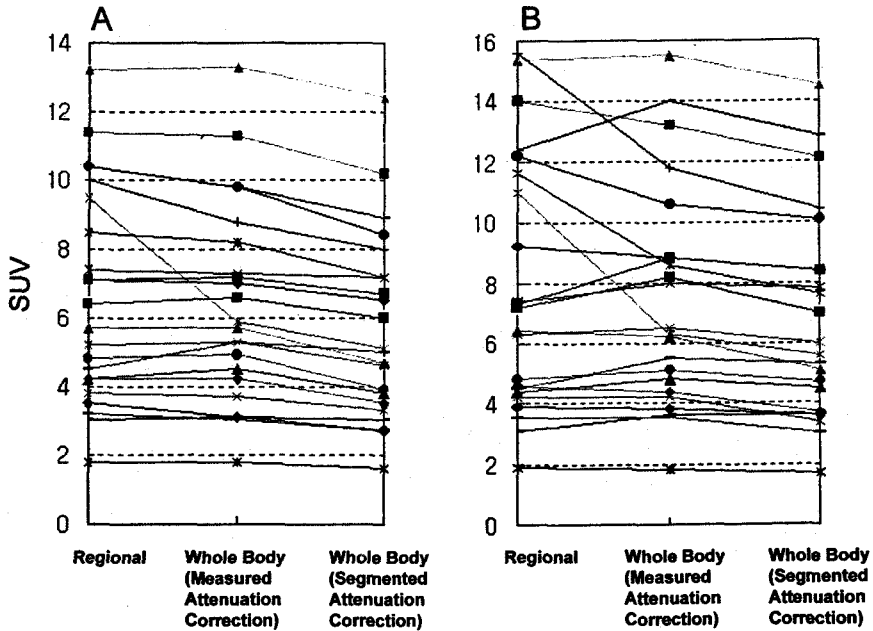 A
B
14
12
10
8
6
4
2
0
SUV
16
14
12
10
8
6
4
2
0
Regional
Whole Body
(Measured
Attenuation
Correction)
Whole Body
(Segmented
Attenuation
Correction)
Regional
Whole Body
(Measured
Attenuation
Correction)
Whole Body
(Segmented
Attenuation
Correction)